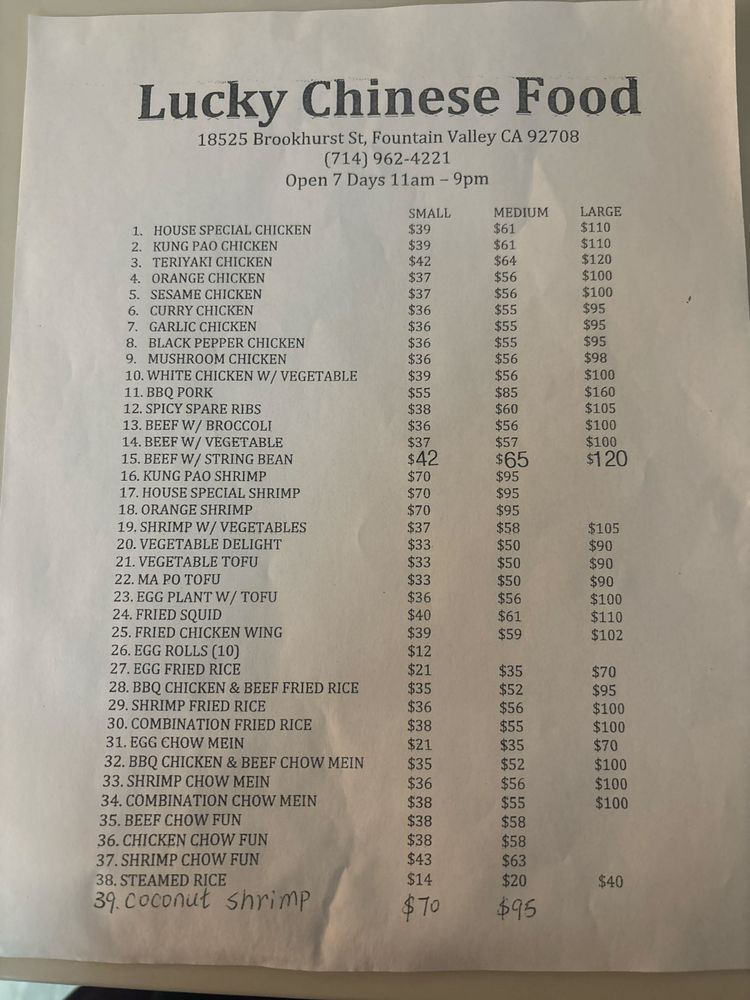 Lucky Chinese Food
18525 Brookhurst St, Fountain Valley CA 92708
(714) 962-4221
Open 7 Days 11am – 9pm
SMALL MEDIUM LARGE
1. HOUSE SPECIAL CHICKEN $39 $61 $110
2. KUNG PAO CHICKEN $39 $61 $110
3. TERIYAKI CHICKEN $42 $64 $120
4. ORANGE CHICKEN $37 $56 $100
5. SESAME CHICKEN $37 $56 $100
6. CURRY CHICKEN $36 $55 $95
7. GARLIC CHICKEN $36 $55 $95
8. BLACK PEPPER CHICKEN $36 $55 $95
9. MUSHROOM CHICKEN $36 $56 $98
10. WHITE CHICKEN W/ VEGETABLE $39 $56 $100
11. BBQ PORK $55 $85 $160
12. SPICY SPARE RIBS $38 $60 $105
13. BEEF W/ BROCCOLI $36 $56 $100
14. BEEF W/ VEGETABLE $37 $57 $100
15. BEEF W/ STRING BEAN $42 $65 $120
16. KUNG PAO SHRIMP $70 $95
17. HOUSE SPECIAL SHRIMP $70 $95
18. ORANGE SHRIMP $70 $95
19. SHRIMP W/ VEGETABLES $37 $58 $105
20. VEGETABLE DELIGHT $33 $50 $90
21. VEGETABLE TOFU $33 $50 $90
22. MA PO TOFU $33 $50 $90
23. EGG PLANT W/ TOFU $36 $56 $100
24. FRIED SQUID $40 $61 $110
25. FRIED CHICKEN WING $39 $59 $102
26. EGG ROLLS (10) $12
27. EGG FRIED RICE $21 $35 $70
28. BBQ CHICKEN & BEEF FRIED RICE $35 $52 $95
29. SHRIMP FRIED RICE $36 $56 $100
30. COMBINATION FRIED RICE $38 $55 $100
31. EGG CHOW MEIN $21 $35 $70
32. BBQ CHICKEN & BEEF CHOW MEIN $35 $52 $100
33. SHRIMP CHOW MEIN $36 $56 $100
34. COMBINATION CHOW MEIN $38 $55 $100
35. BEEF CHOW FUN $38 $58
36. CHICKEN CHOW FUN $38 $58
37. SHRIMP CHOW FUN $43 $63
38. STEAMED RICE $14 $20 $40
39. coconut shrimp $70 $95